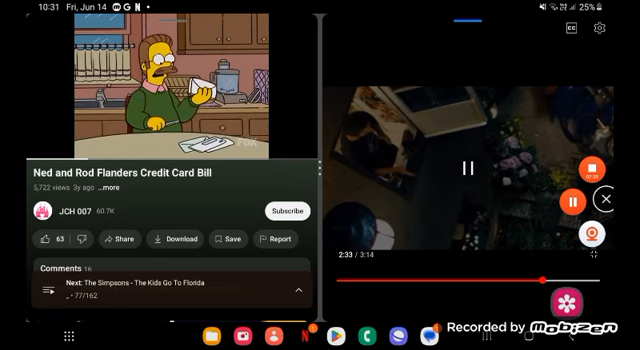 10:31 Fri, Jun 14
25%
FOX
Ned and Rod Flanders Credit Card Bill
5,722 views 3y ago ...more
JCH 007 60.7K
Subscribe
63
Share
Download
Save
Report
Comments 16
Next: The Simpsons - The Kids Go To Florida
,, • 77/162
2:33 / 3:14
Recorded by mobizen